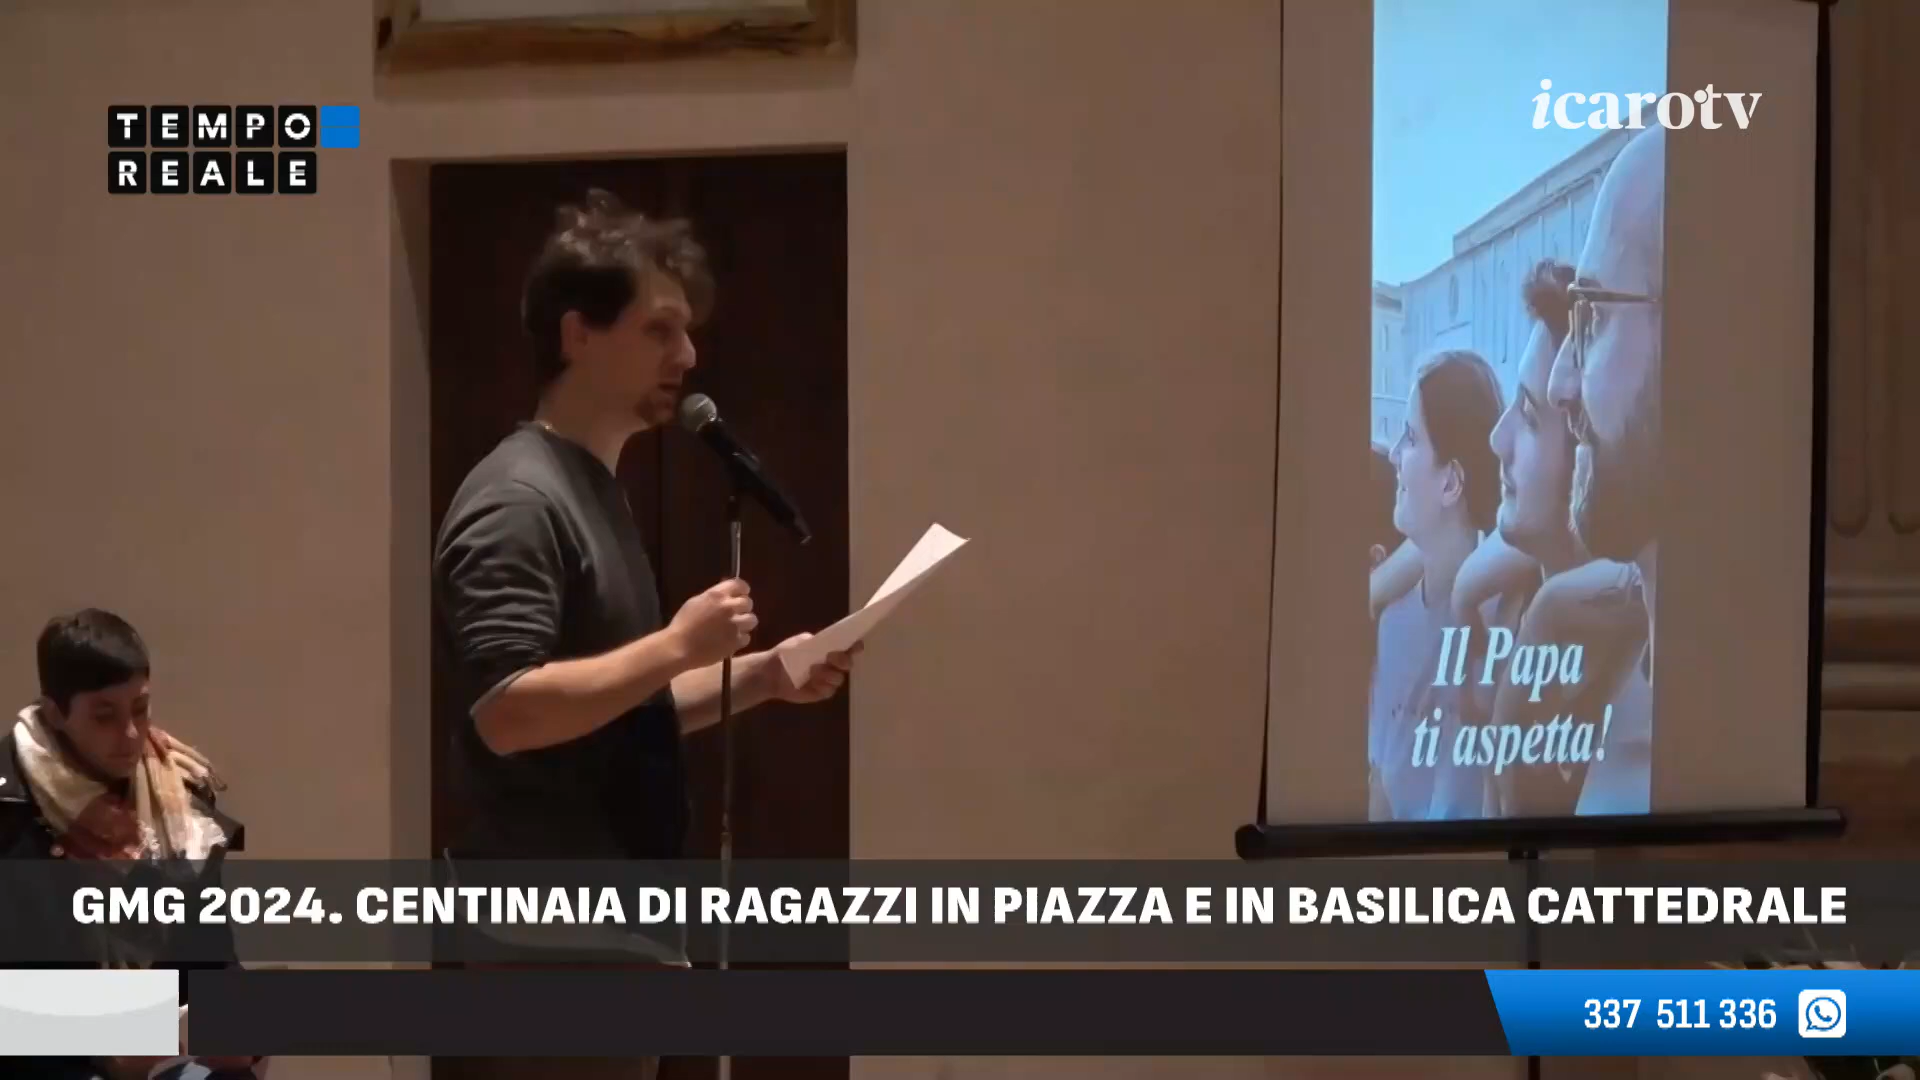 TEMPO
REALE
icarotv
Il Papa
ti aspetta!
GMG 2024. CENTINAIA DI RAGAZZI IN PIAZZA E IN BASILICA CATTEDRALE
337 511 336